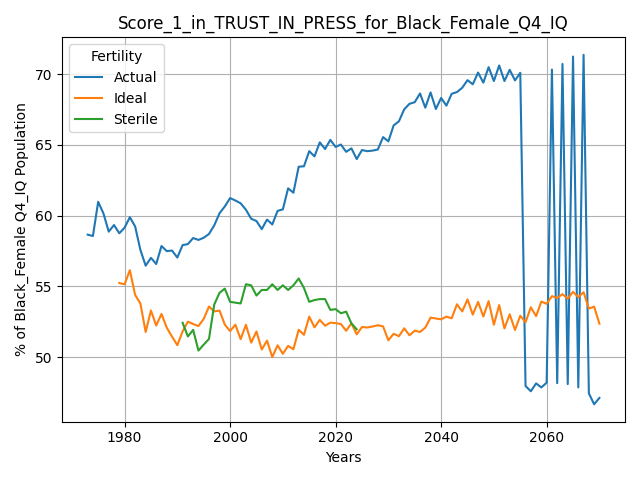 Score_1_in_TRUST_IN_PRESS_for_Black_Female_Q4_IQ
Fertility
Actual
Ideal
Sterile
% of Black_Female Q4_IQ Population
70
65
60
55
50
1980
2000
2020
2040
2060
Years